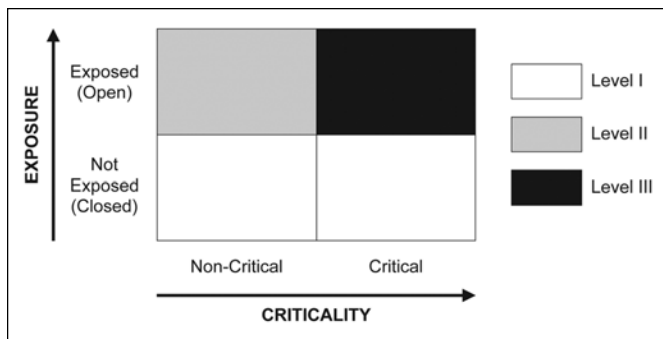 EXPOSURE
Exposed
(Open)
Not
Exposed
(Closed)
Non-Critical
Critical
CRITICALITY
Level I
Level II
Level III